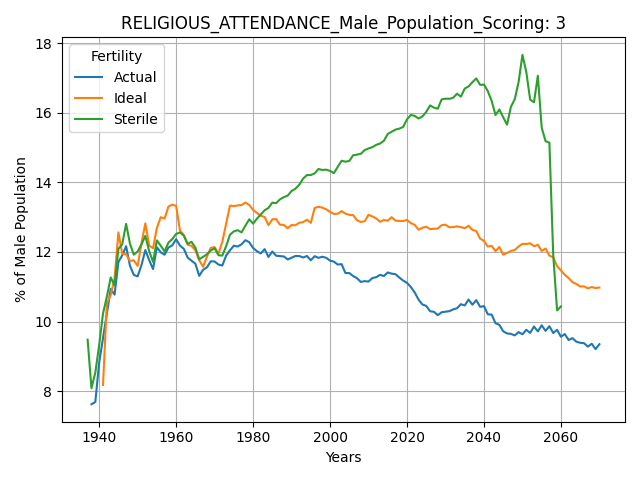 RELIGIOUS_ATTENDANCE_Male_Population_Scoring: 3
Fertility
Actual
Ideal
Sterile
% of Male Population
18
16
14
12
10
8
1940 1960 1980 2000 2020 2040 2060
Years